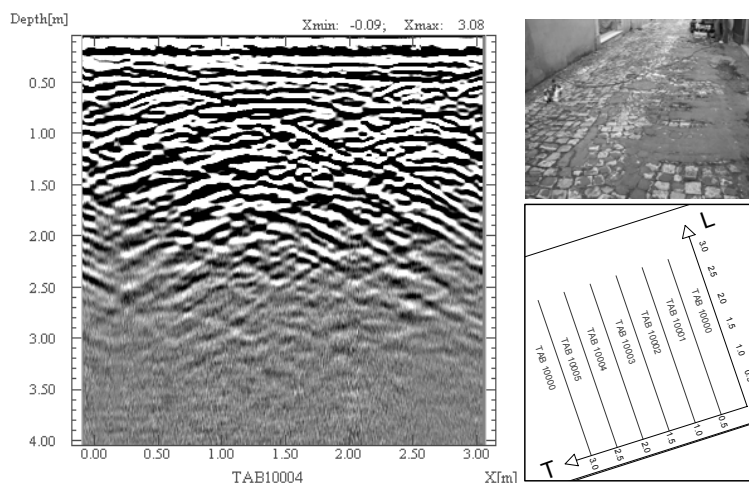 Depth[m]
Xmin: -0.09; Xmax: 3.08
0.50
1.00
1.50
2.00
2.50
3.00
3.50
4.00
0.00 0.50 1.00 1.50 2.00 2.50 3.00
TAB10004 X[m]
L
3.0
2.5
2.0
1.5
1.0
TAB 10000
TAB 10005
TAB 10004
TAB 10003
TAB 10002
TAB 10001
TAB 10000
T
3.0
2.5
2.0
1.5
1.0
0.5